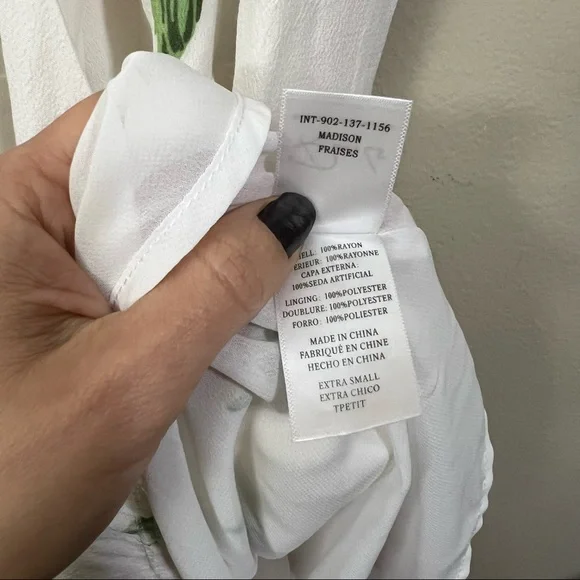 INT-902-137-1156
MADISON
FRAISES
ELL: 100%RAYON
ERIEUR: 100%RAYONNE
CAPA EXTERNA:
100%SEDA ARTIFICIAL
LINGING: 100%POLYESTER
DOUBLURE: 100%POLYESTER
FORRO: 100%POLIESTER
MADE IN CHINA
FABRIQUÉ EN CHINE
HECHO EN CHINA
EXTRA SMALL
EXTRA CHICO
TPETIT